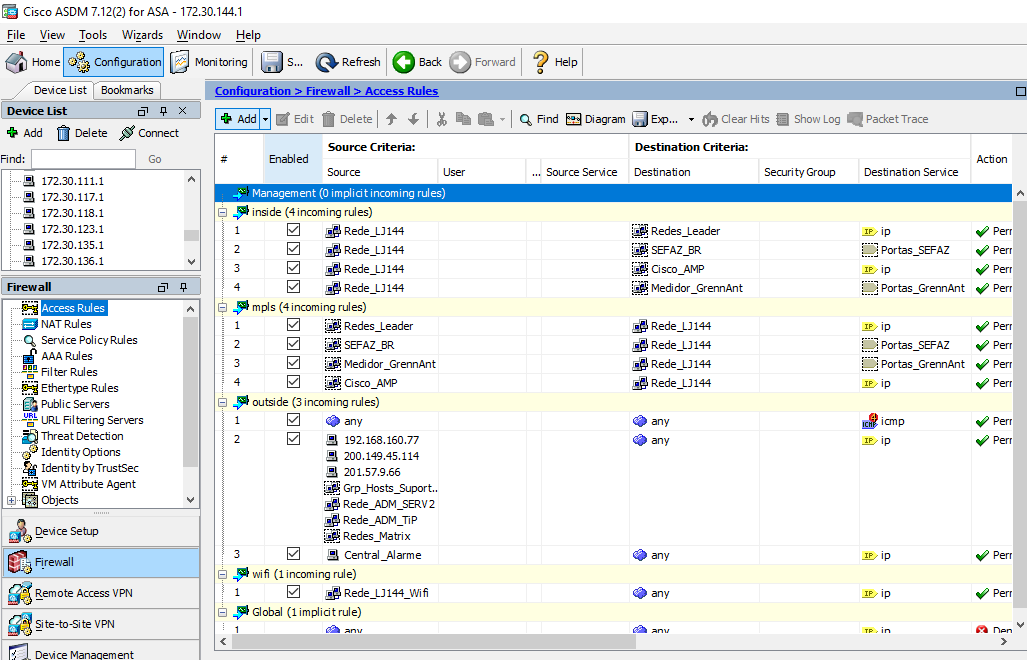 Cisco ASDM 7.12(2) for ASA - 172.30.144.1
File View Tools Wizards Window Help
Home Configuration Monitoring S... Refresh Back Forward Help
Device List Bookmarks
Configuration > Firewall > Access Rules
Device List
Add Delete Connect
Find: Go
172.30.111.1
172.30.117.1
172.30.118.1
172.30.123.1
172.30.135.1
172.30.136.1
Firewall
Access Rules
NAT Rules
Service Policy Rules
AAA Rules
Filter Rules
Ethertype Rules
Public Servers
URL Filtering Servers
Threat Detection
Identity Options
Identity by TrustSec
VM Attribute Agent
Objects
Device Setup
Firewall
Remote Access VPN
Site-to-Site VPN
Device Management
Add Edit Delete Find Diagram Exp... Clear Hits Show Log Packet Trace
# Enabled Source Criteria: Destination Criteria: Action
Source User ... Source Service Destination Security Group Destination Service
Management (0 implicit incoming rules)
inside (4 incoming rules)
1 Rede_LJ144 Redes_Leader ip Perr
2 Rede_LJ144 SEFAZ_BR Portas_SEFAZ Perr
3 Rede_LJ144 Cisco_AMP ip Perr
4 Rede_LJ144 Medidor_GrennAnt Portas_GrennAnt Perr
mpls (4 incoming rules)
1 Redes_Leader Rede_LJ144 ip Perr
2 SEFAZ_BR Rede_LJ144 Portas_SEFAZ Perr
3 Medidor_GrennAnt Rede_LJ144 Portas_GrennAnt Perr
4 Cisco_AMP Rede_LJ144 ip Perr
outside (3 incoming rules)
1 any any icmp Perr
2 192.168.160.77 any ip Perr
200.149.45.114
201.57.9.66
Grp_Hosts_Suport..
Rede_ADM_SERV2
Rede_ADM_TiP
Redes_Matrix
3 Central_Alarme any ip Perr
wifi (1 incoming rule)
1 Rede_LJ144_Wifi any ip Perr
Global (1 implicit rule)
1 any any ip Den